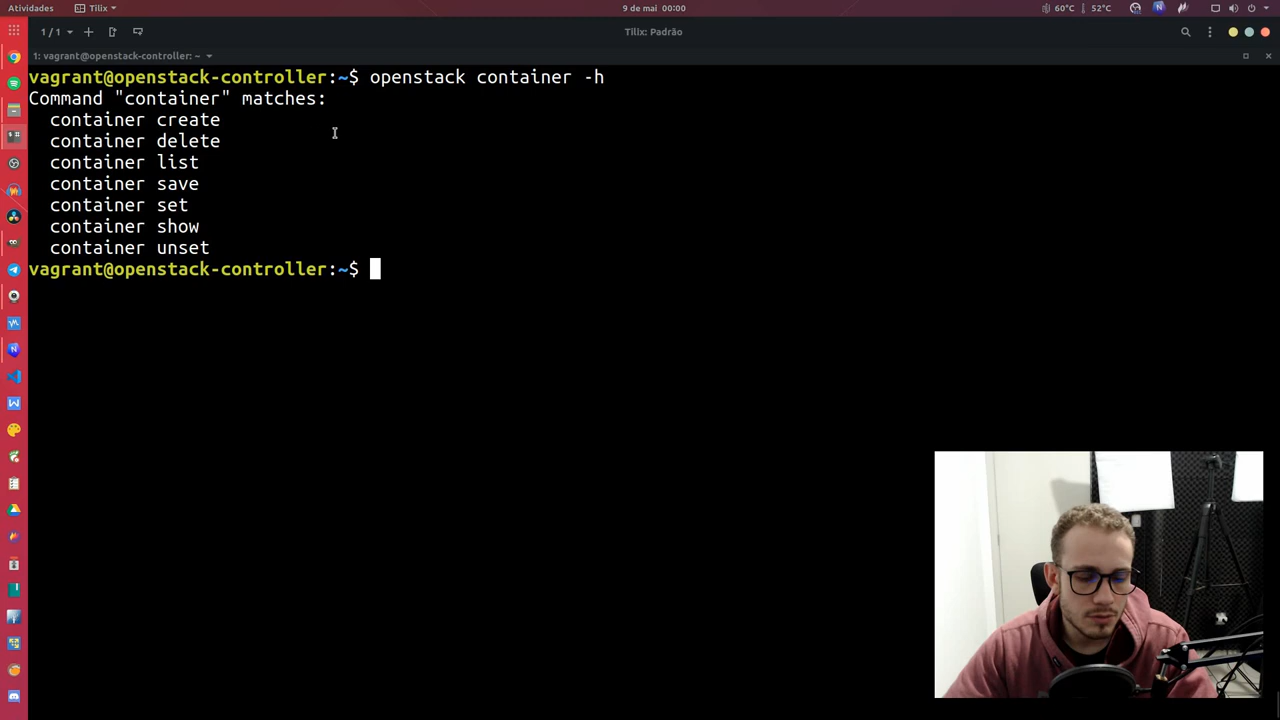 Atividades
Tilix
9 de mai 00:00
60°C
52°C
1 / 1
Tilix: Padrão
1: vagrant@openstack-controller: ~
vagrant@openstack-controller:~$ openstack container -h
Command "container" matches:
container create
container delete
container list
container save
container set
container show
container unset
vagrant@openstack-controller:~$